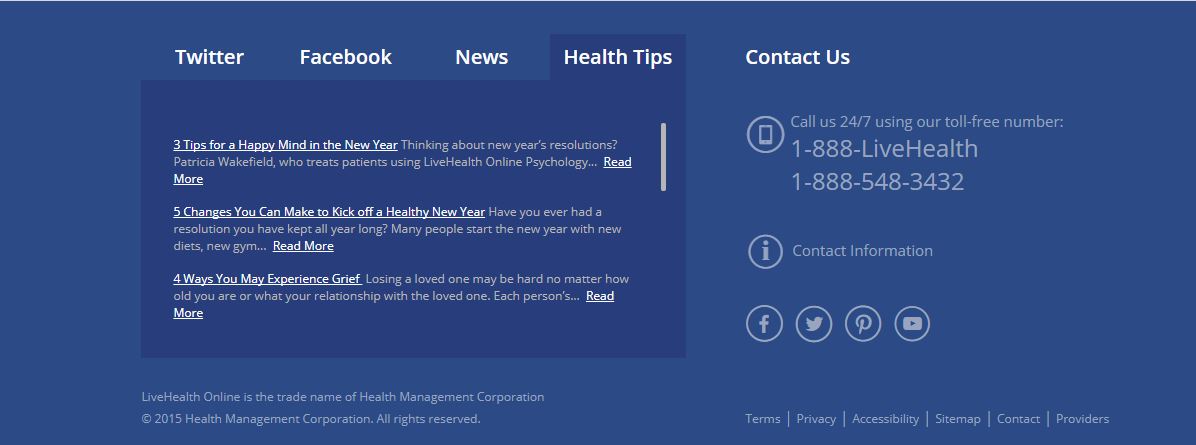 Twitter Facebook News Health Tips
3 Tips for a Happy Mind in the New Year Thinking about new year's resolutions?
Patricia Wakefield, who treats patients using LiveHealth Online Psychology... Read
More
5 Changes You Can Make to Kick off a Healthy New Year Have you ever had a
resolution you have kept all year long? Many people start the new year with new
diets, new gym... Read More
4 Ways You May Experience Grief Losing a loved one may be hard no matter how
old you are or what your relationship with the loved one. Each person's... Read
More
Contact Us
Call us 24/7 using our toll-free number:
1-888-LiveHealth
1-888-548-3432
Contact Information
LiveHealth Online is the trade name of Health Management Corporation
© 2015 Health Management Corporation. All rights reserved.
Terms | Privacy | Accessibility | Sitemap | Contact | Providers